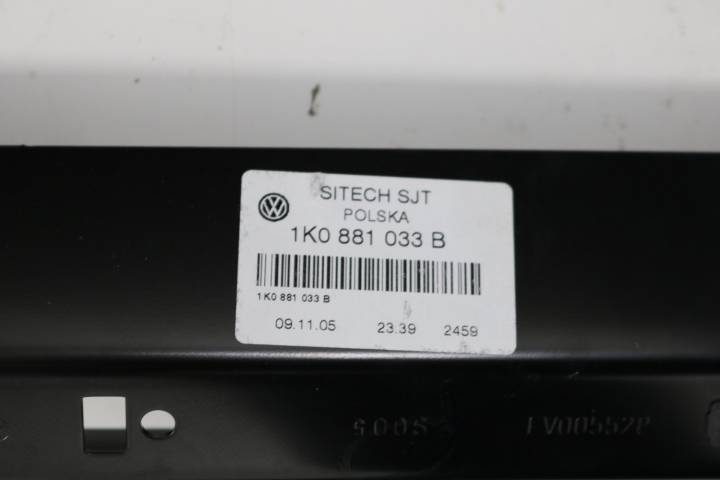 SITECH SJT
POLSKA
1K0 881 033 B
1K0 881 033 B
09.11.05 23.39 2459